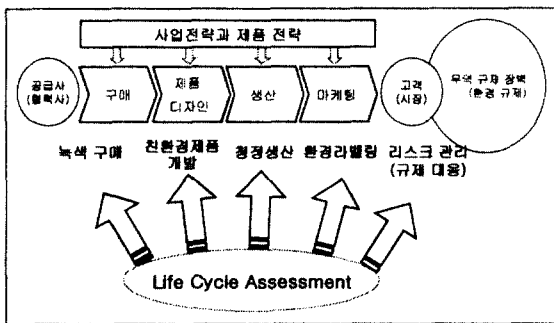 사업전략과 제품 전략
공급사
(협력사)
구매
제품
디자인
생산
마케팅
고객
(시장)
무역 규제 장벽
(환경 규제)
녹색 구매
친환경제품
개발
청정생산
환경라벨링
리스크 관리
(규제 대응)
Life Cycle Assessment